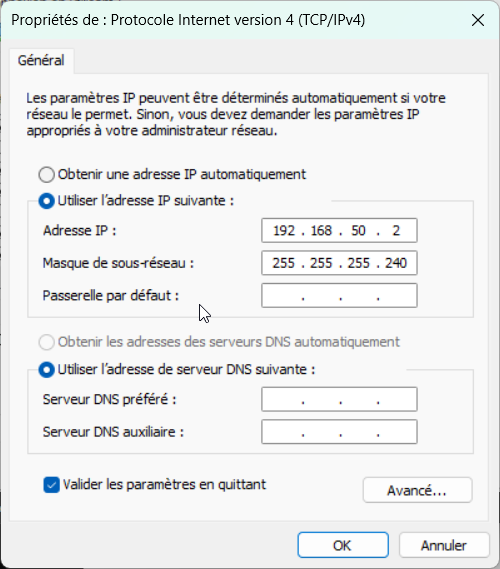 Propriétés de : Protocole Internet version 4 (TCP/IPv4)
Général
Les paramètres IP peuvent être déterminés automatiquement si votre
réseau le permet. Sinon, vous devez demander les paramètres IP
appropriés à votre administrateur réseau.
Obtenir une adresse IP automatiquement
Utiliser l'adresse IP suivante :
Adresse IP : 192 . 168 . 50 . 2
Masque de sous-réseau : 255 . 255 . 255 . 240
Passerelle par défaut : . . .
Obtenir les adresses des serveurs DNS automatiquement
Utiliser l'adresse de serveur DNS suivante :
Serveur DNS préféré : . . .
Serveur DNS auxiliaire : . . .
Valider les paramètres en quittant
Avancé...
OK Annuler